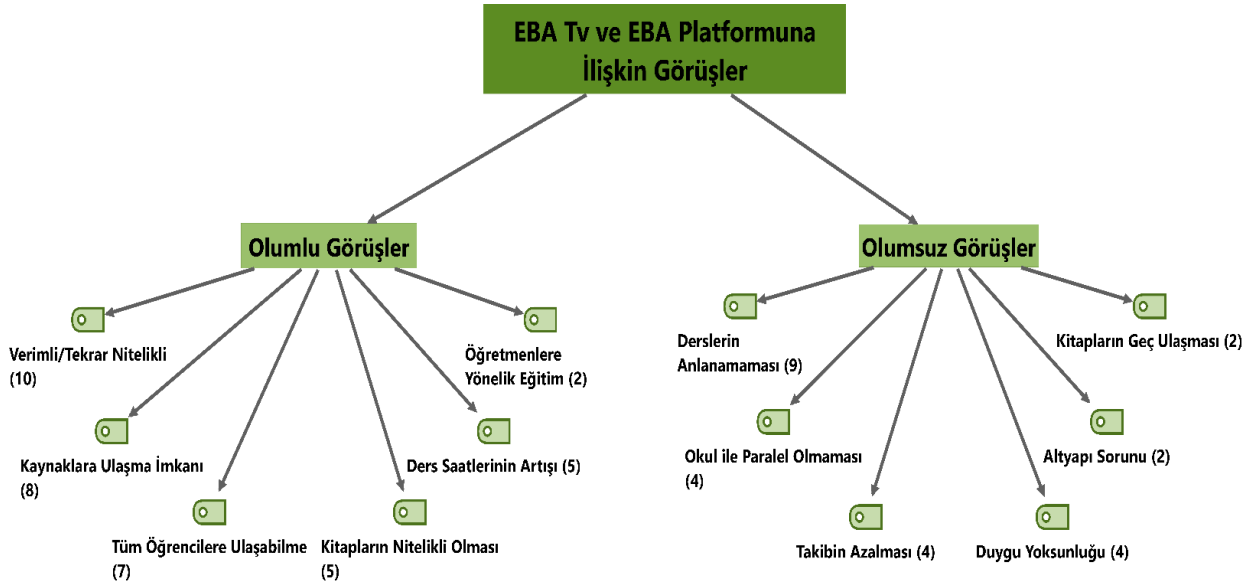 EBA Tv ve EBA Platformuna
İlişkin Görüşler
Olumlu Görüşler
Olumsuz Görüşler
Verimli/Tekrar Nitelikli
(10)
Öğretmenlere
Yönelik Eğitim (2)
Kaynaklara Ulaşma İmkanı
(8)
Ders Saatlerinin Artışı (5)
Tüm Öğrencilere Ulaşabilme
(7)
Kitapların Nitelikli Olması
(5)
Derslerin
Anlanamaması (9)
Kitapların Geç Ulaşması (2)
Okul ile Paralel Olmaması
(4)
Altyapı Sorunu (2)
Takibin Azalması (4)
Duygu Yoksunluğu (4)